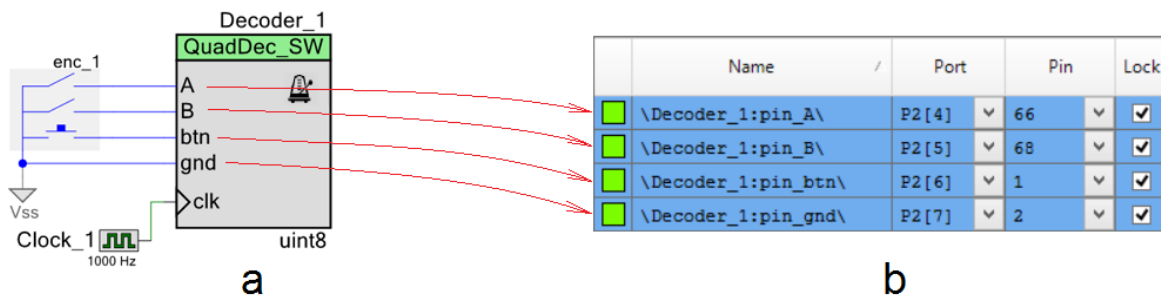 Decoder_1
QuadDec_SW
enc_1
A
B
btn
gnd
clk
Vss
Clock_1
1000 Hz
uint8
a
Name / Port Pin Lock
\Decoder_1:pin_A\ P2[4] 66
\Decoder_1:pin_B\ P2[5] 68
\Decoder_1:pin_btn\ P2[6] 1
\Decoder_1:pin_gnd\ P2[7] 2
b